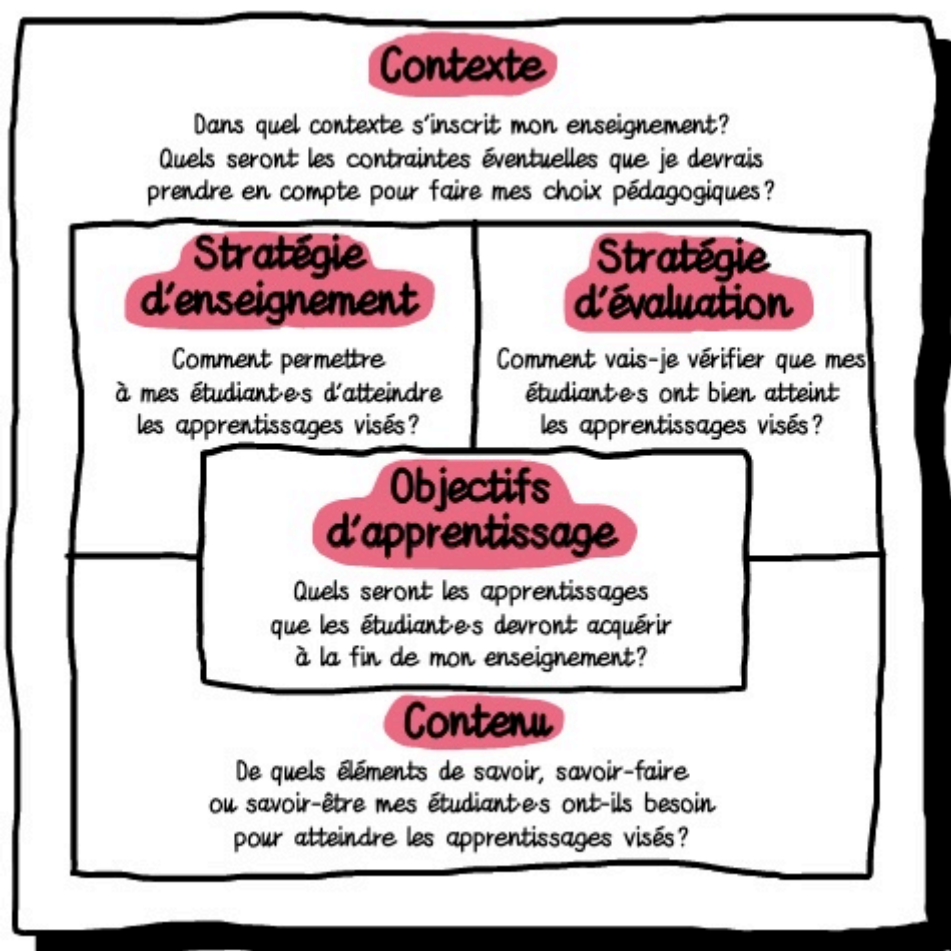 Contexte
Dans quel contexte s'inscrit mon enseignement?
Quels seront les contraintes éventuelles que je devrais
prendre en compte pour faire mes choix pédagogiques?
Stratégie
d'enseignement
Comment permettre
à mes étudiant·e·s d'atteindre
les apprentissages visés?
Stratégie
d'évaluation
Comment vais-je vérifier que mes
étudiant·e·s ont bien atteint
les apprentissages visés?
Objectifs
d'apprentissage
Quels seront les apprentissages
que les étudiant·e·s devront acquérir
à la fin de mon enseignement?
Contenu
De quels éléments de savoir, savoir-faire
ou savoir-être mes étudiant·e·s ont-ils besoin
pour atteindre les apprentissages visés?